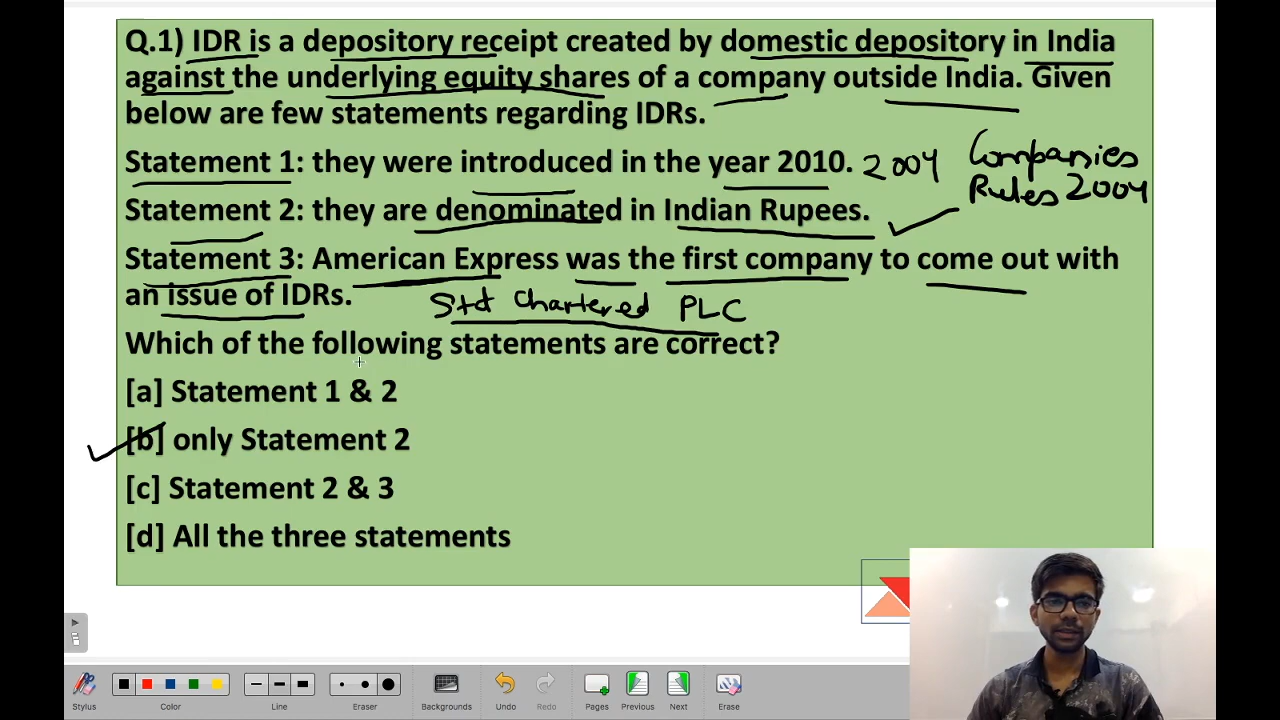 Q.1) IDR is a depository receipt created by domestic depository in India
against the underlying equity shares of a company outside India. Given
below are few statements regarding IDRs.
Statement 1: they were introduced in the year 2010. 2004 Companies
Rules 2004
Statement 2: they are denominated in Indian Rupees.
Statement 3: American Express was the first company to come out with
an issue of IDRs.
Std Chartered PLC
Which of the following statements are correct?
[a] Statement 1 & 2
[b] only Statement 2
[c] Statement 2 & 3
[d] All the three statements
Stylus Color Line Eraser Backgrounds Undo Redo Pages Previous Next Erase